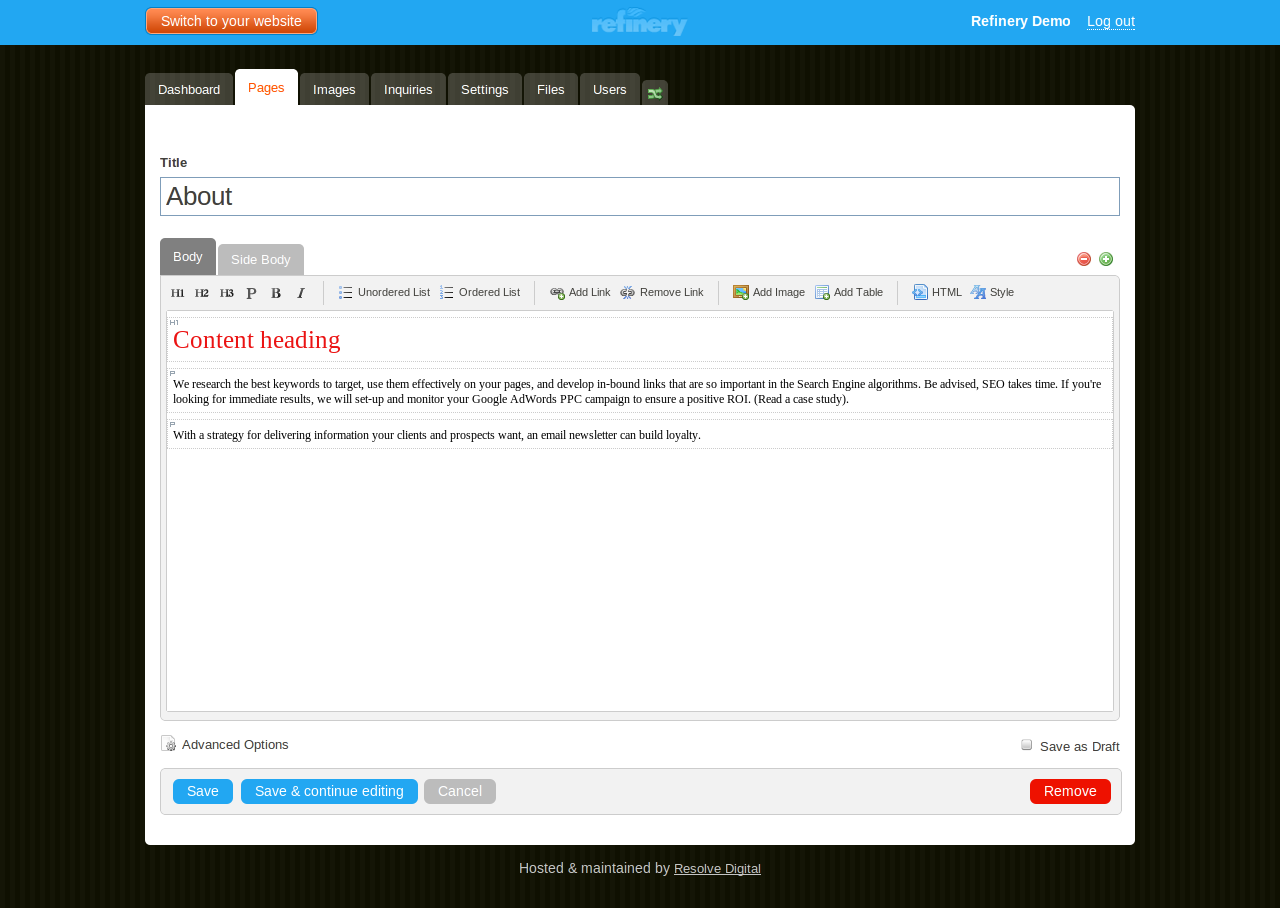 Switch to your website
refinery
Refinery Demo Log out
Dashboard Pages Images Inquiries Settings Files Users
Title
About
Body Side Body
H1 H2 H3 P B I Unordered List Ordered List Add Link Remove Link Add Image Add Table HTML Style
H1
Content heading
P
We research the best keywords to target, use them effectively on your pages, and develop in-bound links that are so important in the Search Engine algorithms. Be advised, SEO takes time. If you're
looking for immediate results, we will set-up and monitor your Google AdWords PPC campaign to ensure a positive ROI. (Read a case study).
P
With a strategy for delivering information your clients and prospects want, an email newsletter can build loyalty.
Advanced Options Save as Draft
Save Save & continue editing Cancel Remove
Hosted & maintained by Resolve Digital